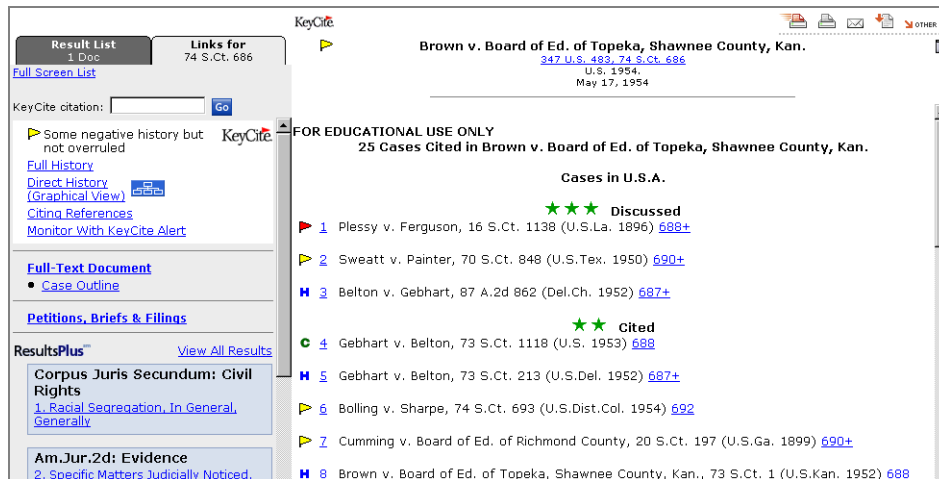 Result List
1 Doc
Links for
74 S.Ct. 686
Full Screen List
KeyCite citation:
Go
Some negative history but
not overruled
KeyCite
Full History
Direct History
(Graphical View)
Citing References
Monitor With KeyCite Alert
Full-Text Document
• Case Outline
Petitions, Briefs & Filings
ResultsPlus
View All Results
Corpus Juris Secundum: Civil
Rights
1. Racial Segregation, In General,
Generally
Am.Jur.2d: Evidence
2. Specific Matters Judicially Noticed,
KeyCite
OTHER
Brown v. Board of Ed. of Topeka, Shawnee County, Kan.
347 U.S. 483, 74 S.Ct. 686
U.S. 1954.
May 17, 1954
FOR EDUCATIONAL USE ONLY
25 Cases Cited in Brown v. Board of Ed. of Topeka, Shawnee County, Kan.
Cases in U.S.A.
★ ★ ★ Discussed
1 Plessy v. Ferguson, 16 S.Ct. 1138 (U.S.La. 1896) 688+
2 Sweatt v. Painter, 70 S.Ct. 848 (U.S.Tex. 1950) 690+
H 3 Belton v. Gebhart, 87 A.2d 862 (Del.Ch. 1952) 687+
★ ★ Cited
C 4 Gebhart v. Belton, 73 S.Ct. 1118 (U.S. 1953) 688
H 5 Gebhart v. Belton, 73 S.Ct. 213 (U.S.Del. 1952) 687+
6 Bolling v. Sharpe, 74 S.Ct. 693 (U.S.Dist.Col. 1954) 692
7 Cumming v. Board of Ed. of Richmond County, 20 S.Ct. 197 (U.S.Ga. 1899) 690+
H 8 Brown v. Board of Ed. of Topeka, Shawnee County, Kan., 73 S.Ct. 1 (U.S.Kan. 1952) 688